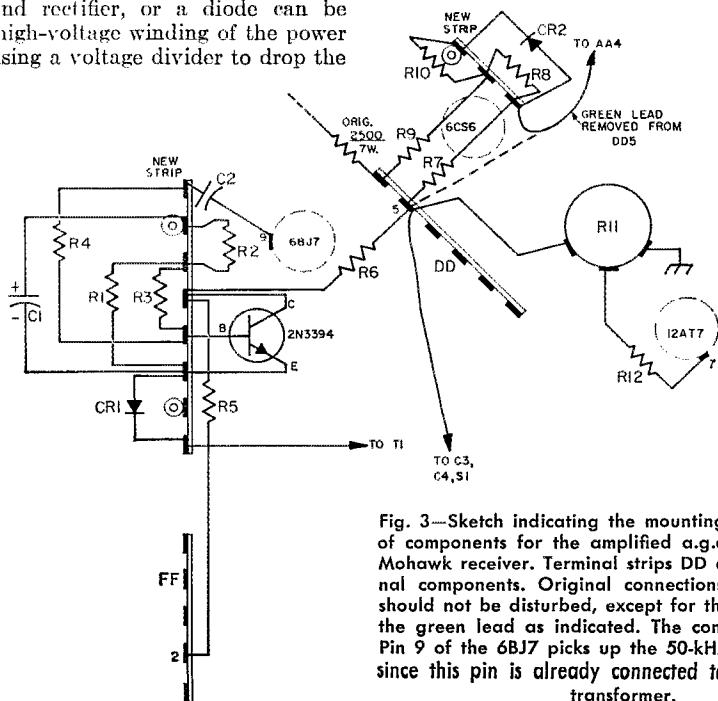 nd rectifier, or a diode can be
high-voltage winding of the power
using a voltage divider to drop the
NEW
STRIP
CR2
TO AA4
R10
R8
GREEN LEAD
REMOVED FROM
DD5
ORIG.
2500
7W.
R9
6CS6
R7
5
DD
R11
12AT7
7
R12
NEW
STRIP
C2
R4
9
6BJ7
R2
R6
R1
R3
+
C1
-
C
B
2N3394
E
CR1
R5
TO T1
TO C3,
C4,S1
FF
2
Fig. 3—Sketch indicating the mounting
of components for the amplified a.g.c
Mohawk receiver. Terminal strips DD
nal components. Original connections
should not be disturbed, except for th
the green lead as indicated. The con
Pin 9 of the 6BJ7 picks up the 50-kH
since this pin is already connected to
transformer.